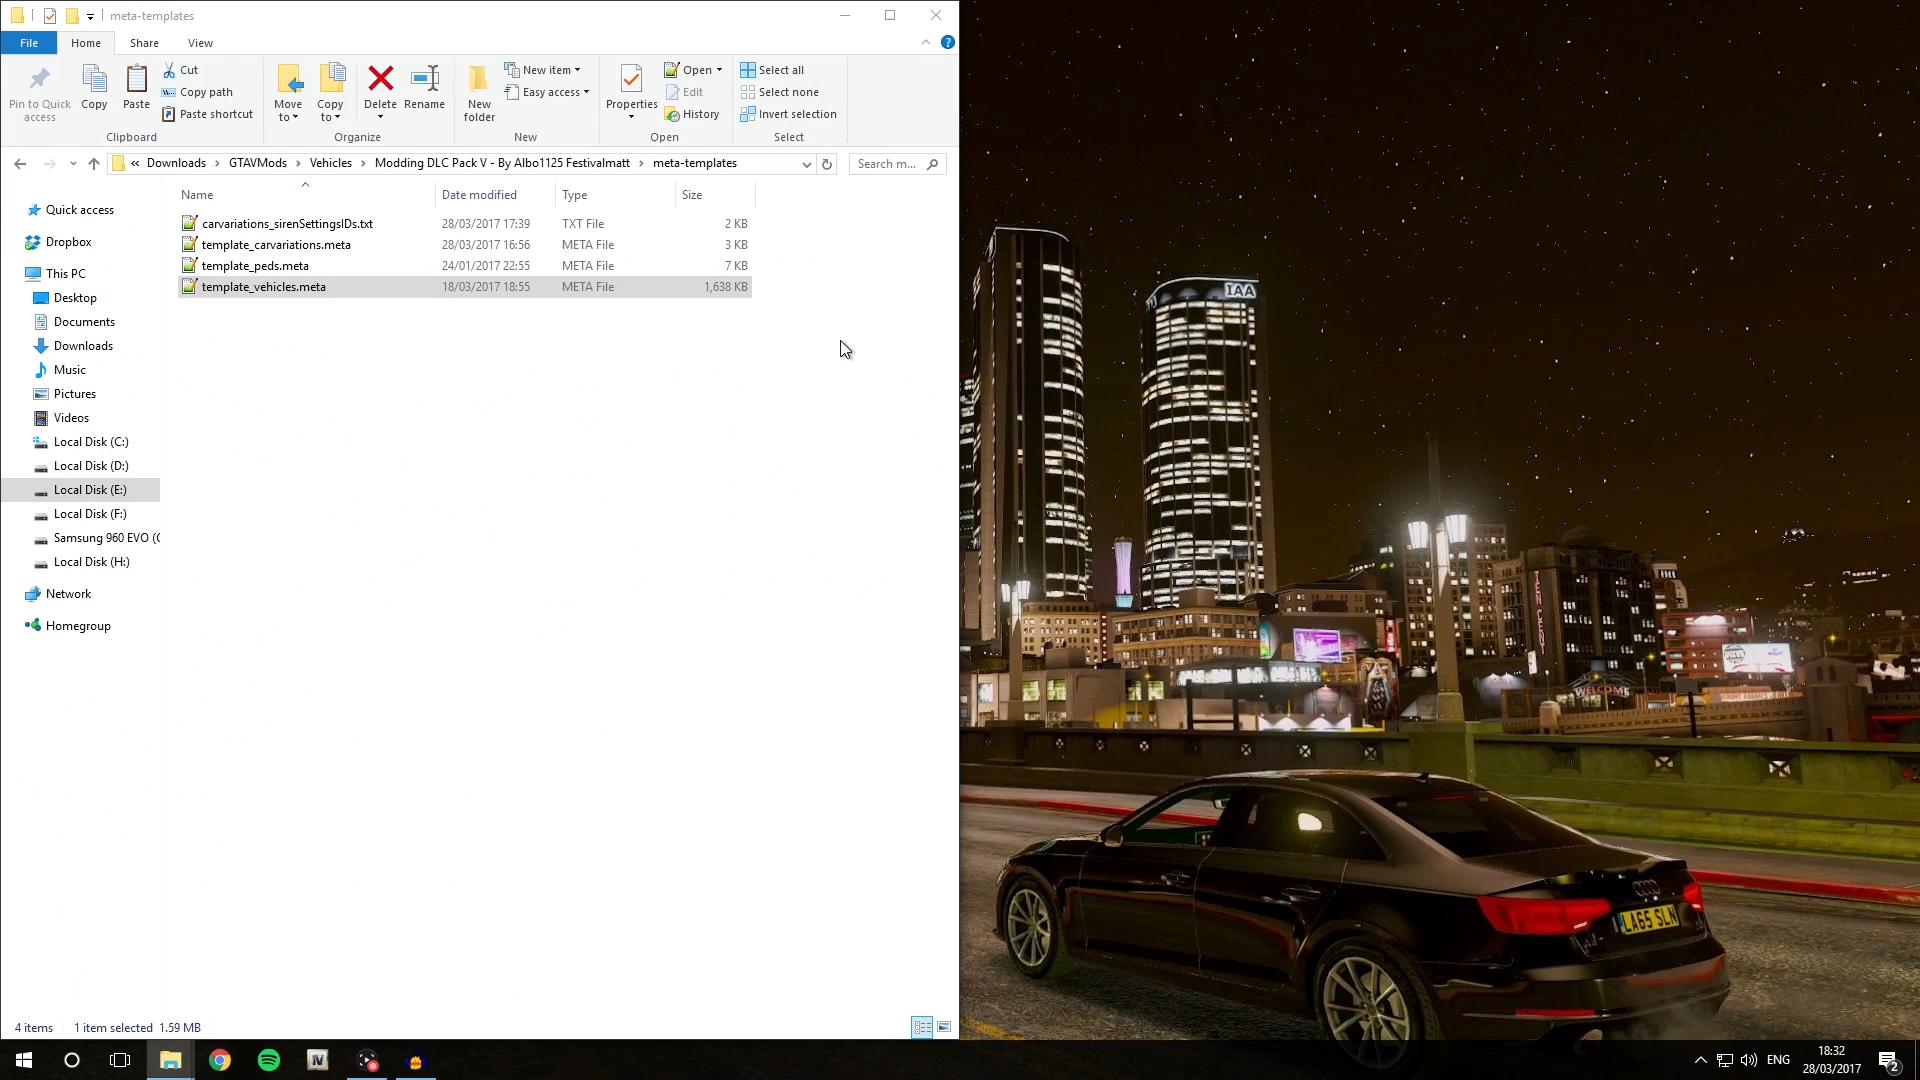 meta-templates
File Home Share View
Pin to Quick access
Copy
Paste
Cut
Copy path
Paste shortcut
Clipboard
Move to
Copy to
Delete
Rename
Organize
New folder
New item
Easy access
New
Properties
Open
Edit
History
Open
Select all
Select none
Invert selection
Select
« Downloads > GTAVMods > Vehicles > Modding DLC Pack V - By Albo1125 Festivalmatt > meta-templates
Search m...
Name Date modified Type Size
carvariations_sirenSettingsIDs.txt 28/03/2017 17:39 TXT File 2 KB
template_carvariations.meta 28/03/2017 16:56 META File 3 KB
template_peds.meta 24/01/2017 22:55 META File 7 KB
template_vehicles.meta 18/03/2017 18:55 META File 1,638 KB
Quick access
Dropbox
This PC
Desktop
Documents
Downloads
Music
Pictures
Videos
Local Disk (C:)
Local Disk (D:)
Local Disk (E:)
Local Disk (F:)
Samsung 960 EVO (
Local Disk (H:)
Network
Homegroup
4 items 1 item selected 1.59 MB
IAA
WELCOME
LA65 SLN
IV
ENG
18:32
28/03/2017
2